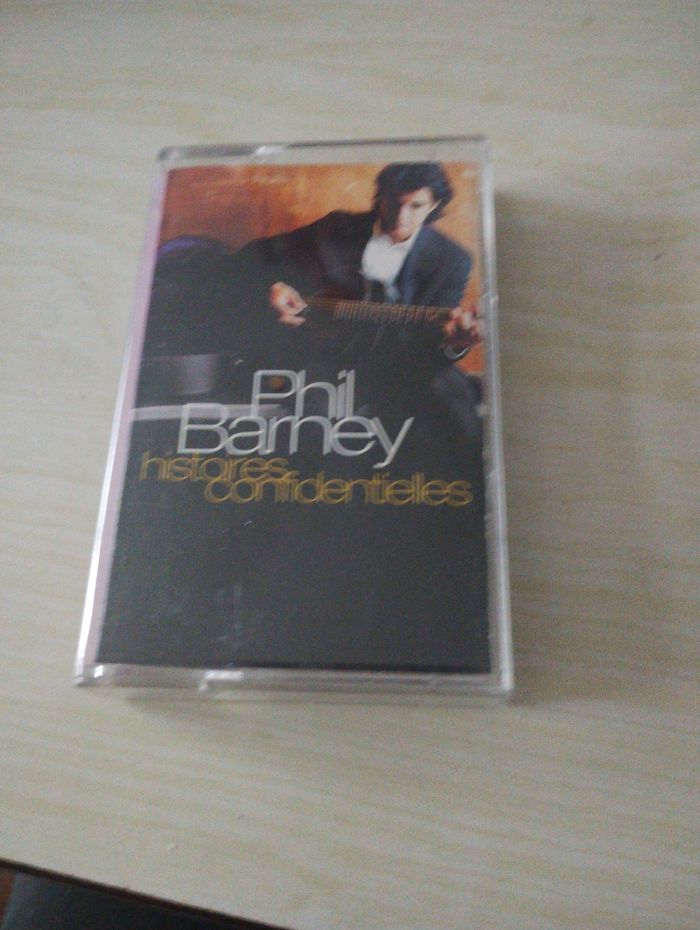 Phil
Barney
histoires
confidentielles